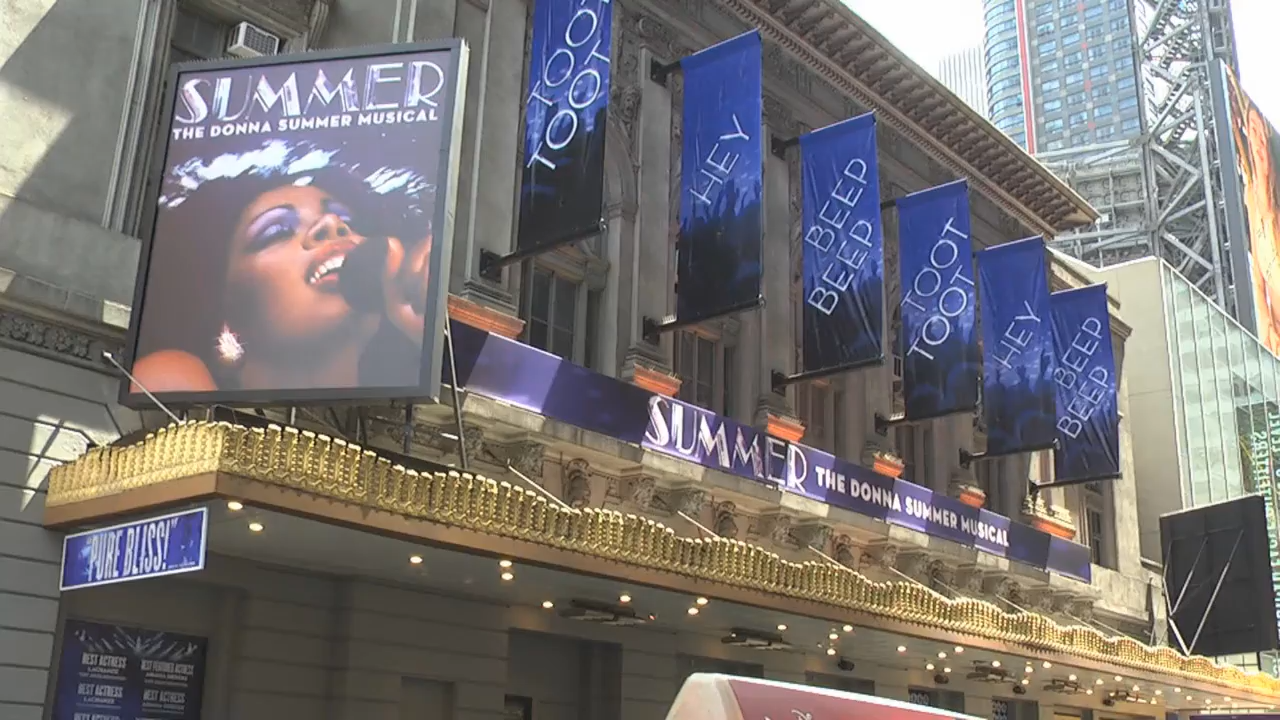 SUMMER
THE DONNA SUMMER MUSICAL
TOOT
TOOT
HEY
BEEP
BEEP
TOOT
TOOT
HEY
BEEP
BEEP
SUMMER THE DONNA SUMMER MUSICAL
"PURE BLISS!"
BEST ACTRESS
LACHANZE
BEST FEATURED ACTRESS
BEST ACTRESS